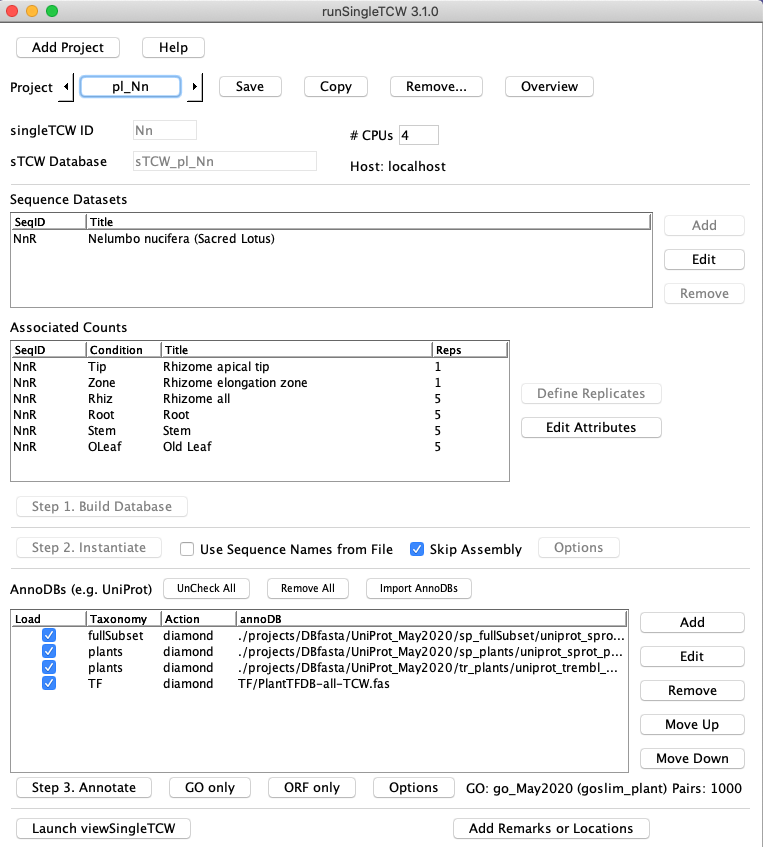 runSingleTCW 3.1.0
Add Project Help
Project pl_Nn Save Copy Remove... Overview
singleTCW ID Nn # CPUs 4
sTCW Database sTCW_pl_Nn Host: localhost
Sequence Datasets
SeqID Title
NnR Nelumbo nucifera (Sacred Lotus)
Add
Edit
Remove
Associated Counts
SeqID Condition Title Reps
NnR Tip Rhizome apical tip 1
NnR Zone Rhizome elongation zone 1
NnR Rhiz Rhizome all 5
NnR Root Root 5
NnR Stem Stem 5
NnR OLeaf Old Leaf 5
Define Replicates
Edit Attributes
Step 1. Build Database
Step 2. Instantiate Use Sequence Names from File Skip Assembly Options
AnnoDBs (e.g. UniProt) UnCheck All Remove All Import AnnoDBs
Load Taxonomy Action annoDB
fullSubset diamond ./projects/DBfasta/UniProt_May2020/sp_fullSubset/uniprot_spro...
plants diamond ./projects/DBfasta/UniProt_May2020/sp_plants/uniprot_sprot_p...
plants diamond ./projects/DBfasta/UniProt_May2020/tr_plants/uniprot_trembl_...
TF diamond TF/PlantTFDB-all-TCW.fas
Add
Edit
Remove
Move Up
Move Down
Step 3. Annotate GO only ORF only Options GO: go_May2020 (goslim_plant) Pairs: 1000
Launch viewSingleTCW Add Remarks or Locations